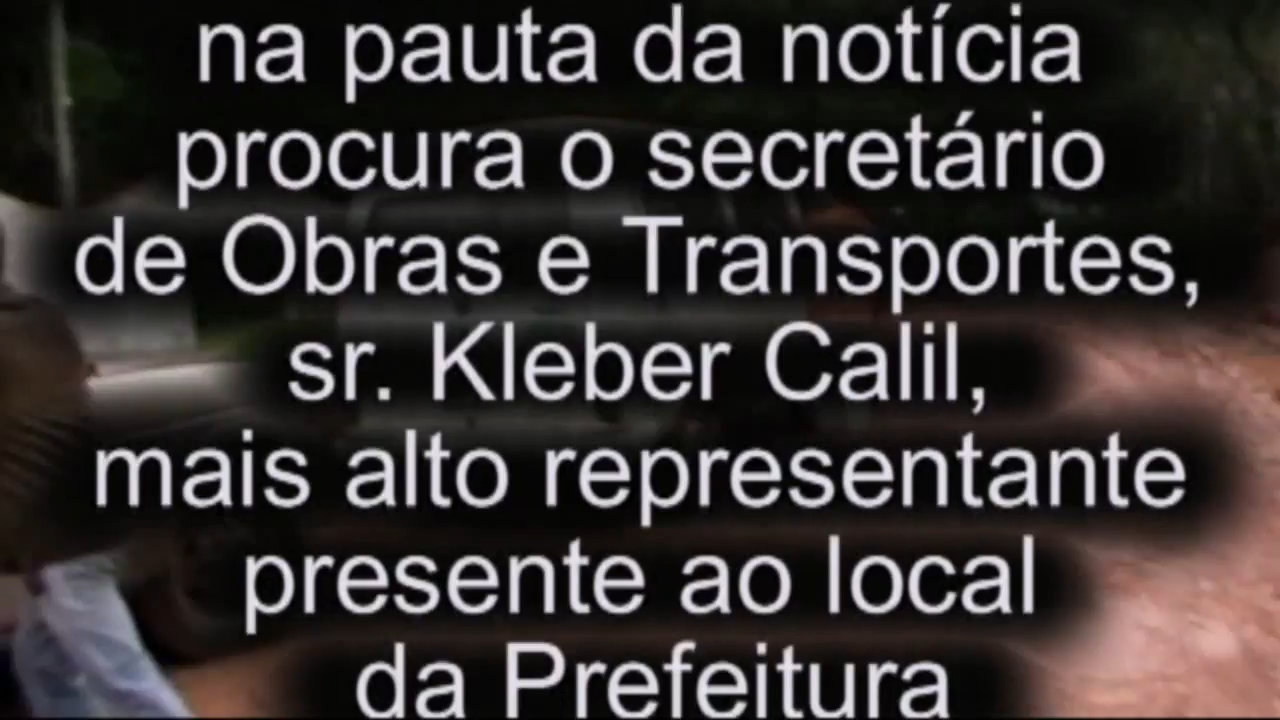 na pauta da notícia
procura o secretário
de Obras e Transportes,
sr. Kleber Calil,
mais alto representante
presente ao local
da Prefeitura